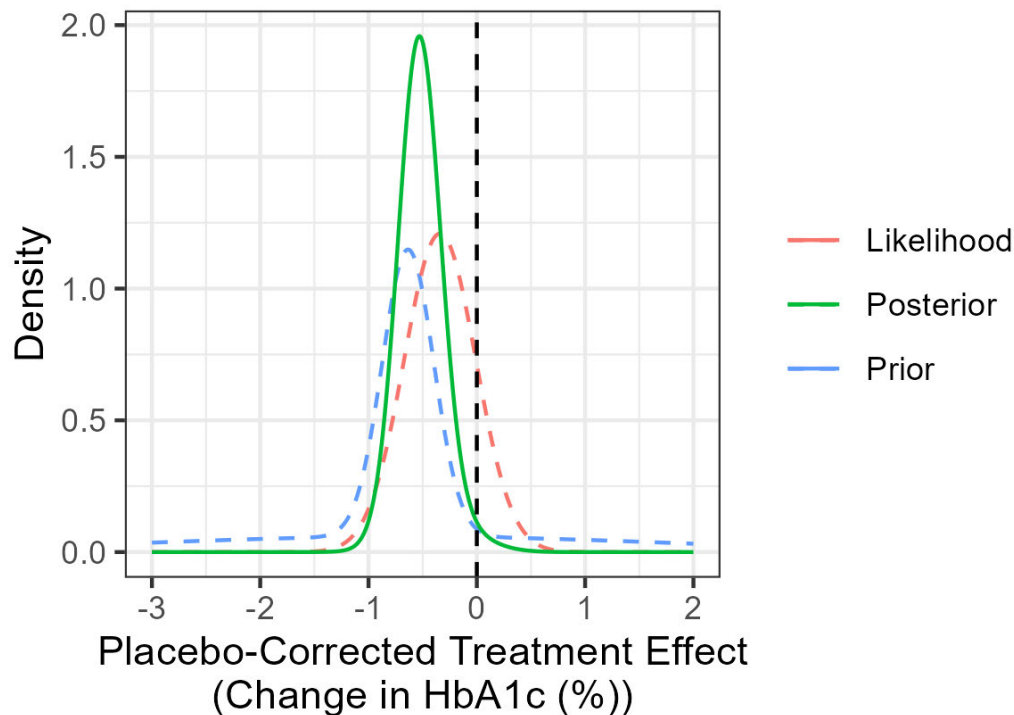 2.0
1.5
1.0
0.5
0.0
Density
-3 -2 -1 0 1 2
Placebo-Corrected Treatment Effect
(Change in HbA1c (%))
Likelihood
Posterior
Prior